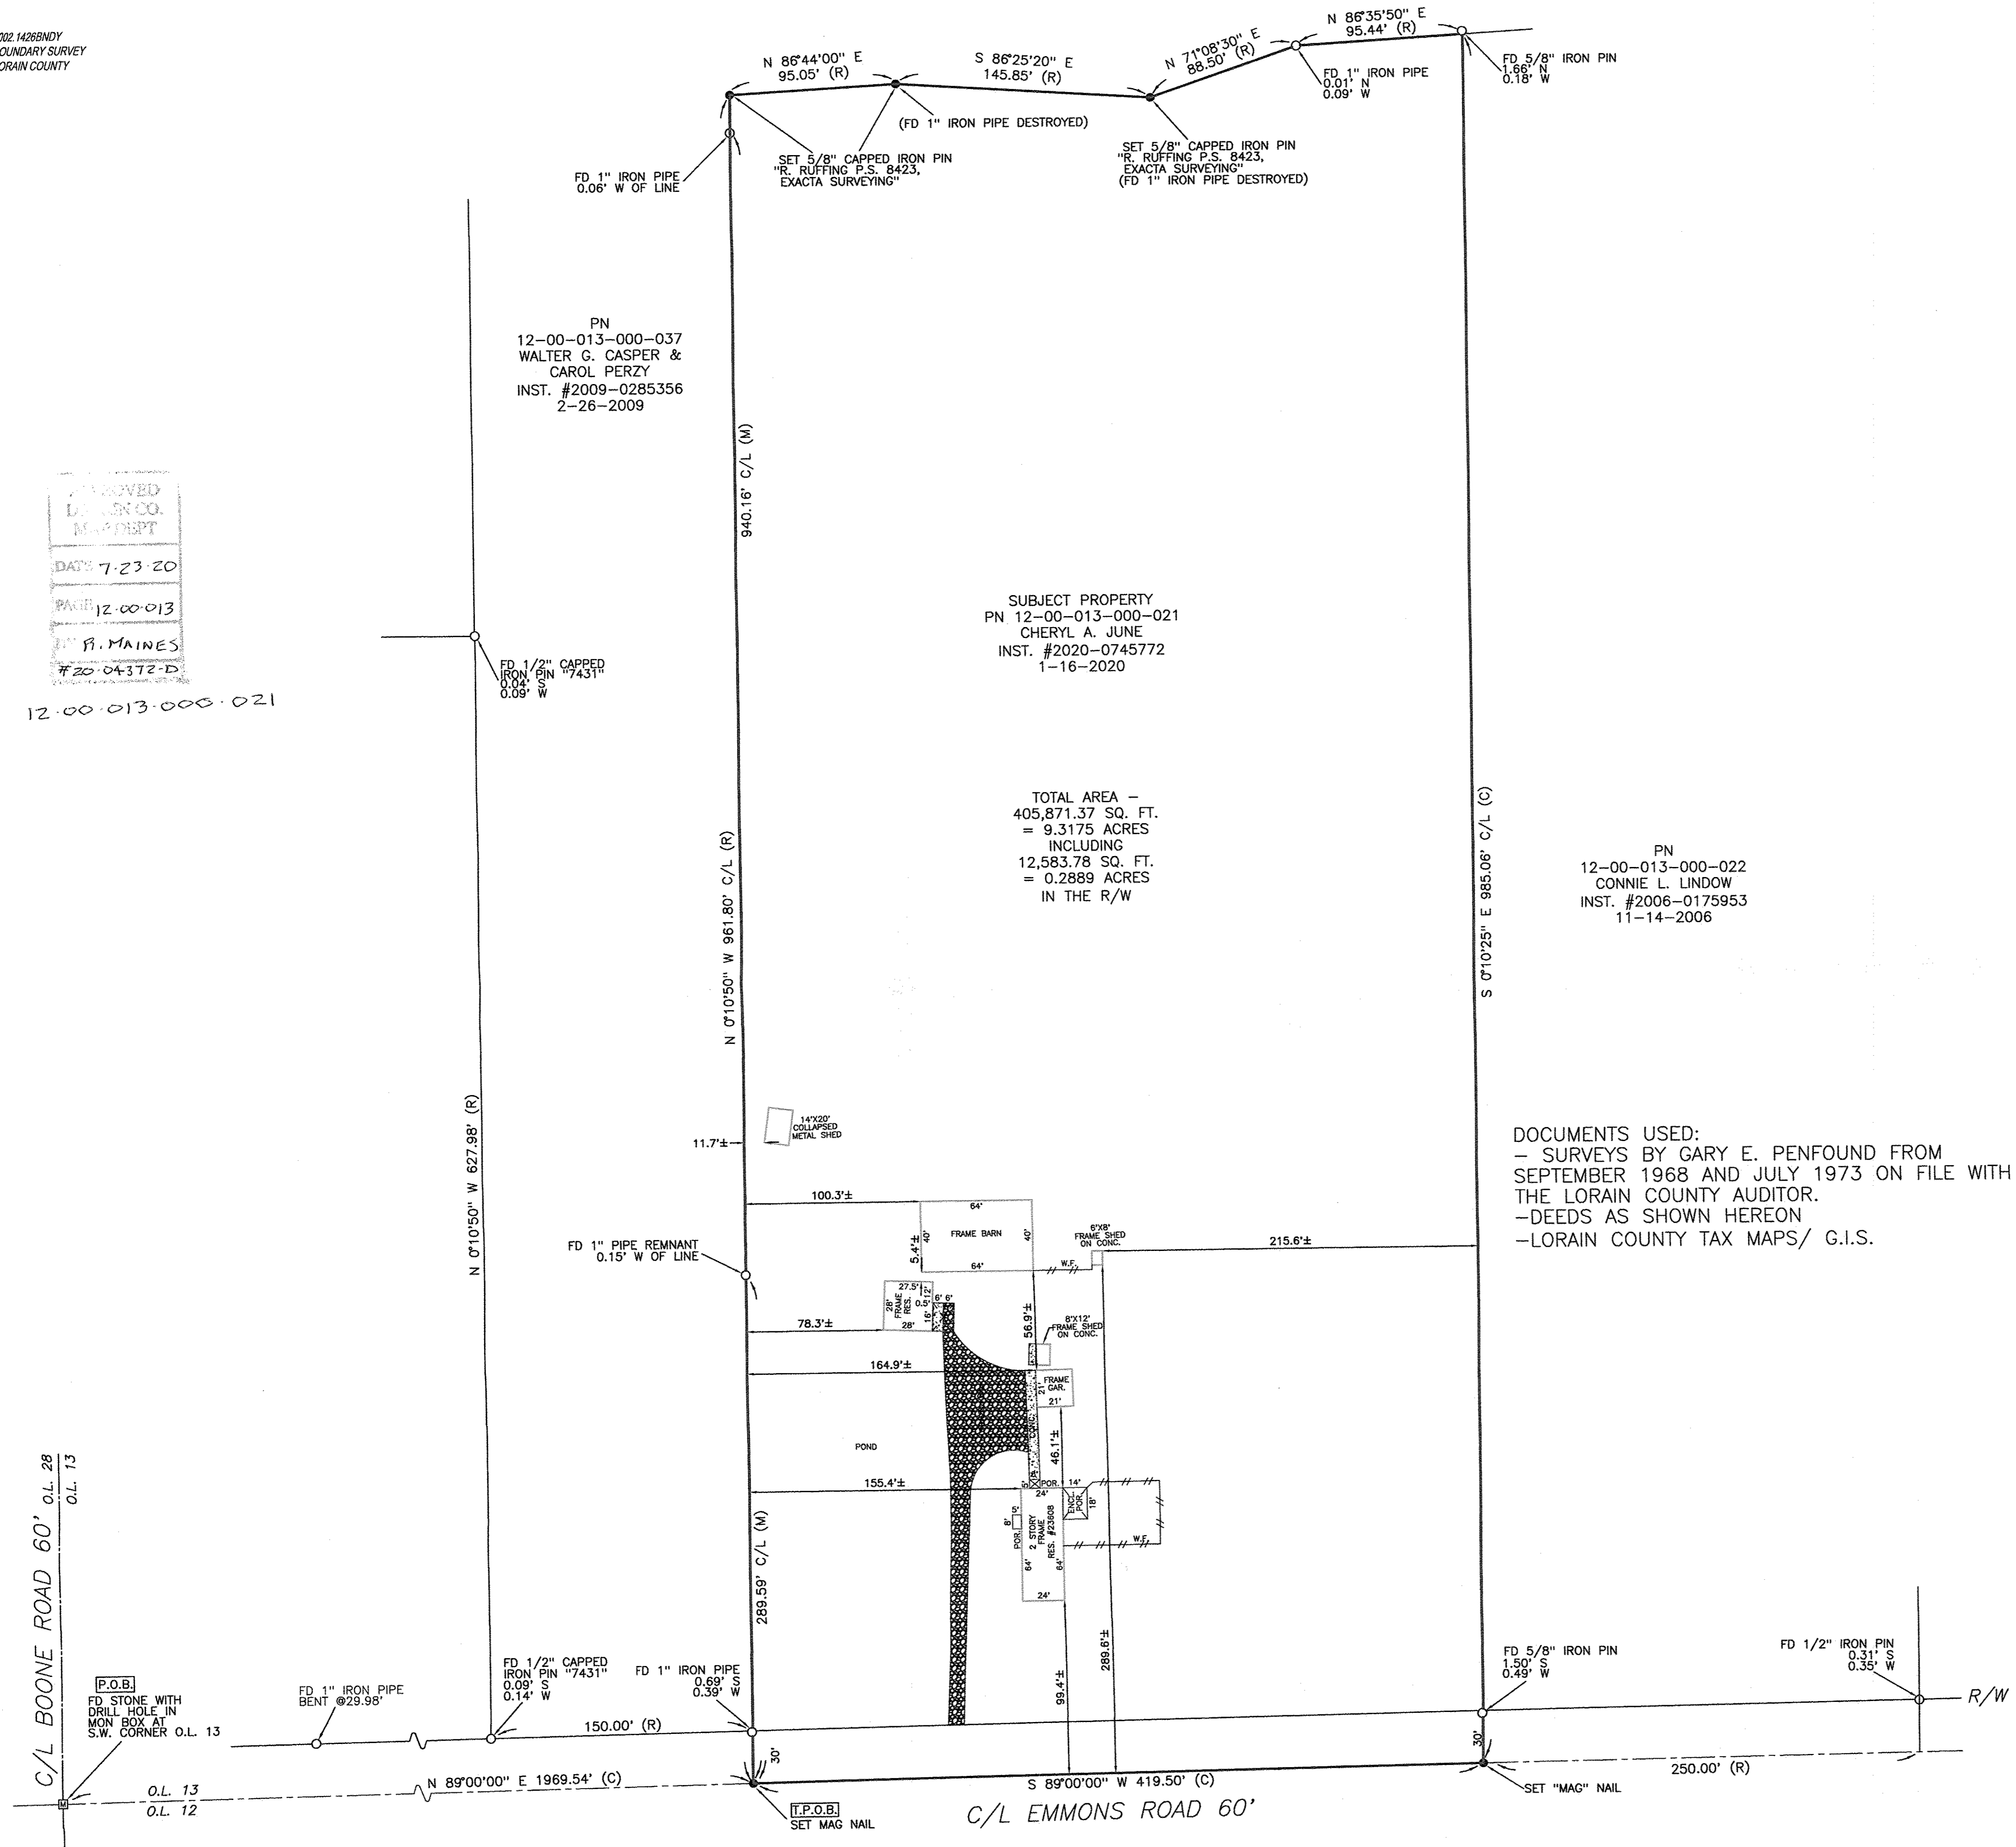 002.1426BNDY
OUNDARY SURVEY
ORAIN COUNTY
N 86°44'00" E
95.05' (R)
S 86°25'20" E
145.85' (R)
N 71°08'30" E
88.50' (R)
N 86°35'50" E
95.44' (R)
FD 5/8" IRON PIN
1.66' N
0.18' W
FD 1" IRON PIPE
0.01' N
0.09' W
(FD 1" IRON PIPE DESTROYED)
SET 5/8" CAPPED IRON PIN
"R. RUFFING P.S. 8423,
EXACTA SURVEYING"
SET 5/8" CAPPED IRON PIN
"R. RUFFING P.S. 8423,
EXACTA SURVEYING"
(FD 1" IRON PIPE DESTROYED)
FD 1" IRON PIPE
0.06' W OF LINE
PN
12-00-013-000-037
WALTER G. CASPER &
CAROL PERZY
INST. #2009-0285356
2-26-2009
940.16' C/L (M)
CO.
DEPT
DATE 7-23-20
PAGE 12-00-013
R. MAINES
#20-04372-D
12-00-013-000-021
FD 1/2" CAPPED
IRON PIN "7431"
0.04' S
0.09' W
SUBJECT PROPERTY
PN 12-00-013-000-021
CHERYL A. JUNE
INST. #2020-0745772
1-16-2020
TOTAL AREA -
405,871.37 SQ. FT.
= 9.3175 ACRES
INCLUDING
12,583.78 SQ. FT.
= 0.2889 ACRES
IN THE R/W
N 0°10'50" W 961.80' C/L (R)
S 0°10'25" E 985.06' C/L (C)
PN
12-00-013-000-022
CONNIE L. LINDOW
INST. #2006-0175953
11-14-2006
N 0°10'50" W 627.98' (R)
11.7'±
14'X20'
COLLAPSED
METAL SHED
DOCUMENTS USED:
- SURVEYS BY GARY E. PENFOUND FROM
SEPTEMBER 1968 AND JULY 1973 ON FILE WITH
THE LORAIN COUNTY AUDITOR.
-DEEDS AS SHOWN HEREON
-LORAIN COUNTY TAX MAPS/ G.I.S.
100.3'±
64'
40'
FRAME BARN
40'
64'
5.4'±
6'X8'
FRAME SHED
ON CONC.
W.F.
215.6'±
FD 1" PIPE REMNANT
0.15' W OF LINE
27.5'
12'
28'
FRAME
RES.
0.5'
16'
28'
6' 6'
78.3'±
56.9'±
8'X12'
FRAME SHED
ON CONC.
164.9'±
FRAME
GAR.
21'
21'
CONC.
POND
46.1'±
155.4'±
5'
POR.
14'
24'
ENCL.
POR.
18'
5'
8'
POR.
2 STORY
FRAME
RES. #23608
64'
64'
24'
W.F.
289.59' C/L (M)
99.4'±
289.6'±
C/L BOONE ROAD 60'
O.L. 28
O.L. 13
P.O.B.
FD STONE WITH
DRILL HOLE IN
MON BOX AT
S.W. CORNER O.L. 13
M
FD 1" IRON PIPE
BENT @29.98'
FD 1/2" CAPPED
IRON PIN "7431"
0.09' S
0.14' W
FD 1" IRON PIPE
0.69' S
0.39' W
150.00' (R)
FD 5/8" IRON PIN
1.50' S
0.49' W
FD 1/2" IRON PIN
0.31' S
0.35' W
R/W
30'
30'
O.L. 13
O.L. 12
N 89°00'00" E 1969.54' (C)
S 89°00'00" W 419.50' (C)
250.00' (R)
SET "MAG" NAIL
T.P.O.B.
SET MAG NAIL
C/L EMMONS ROAD 60'